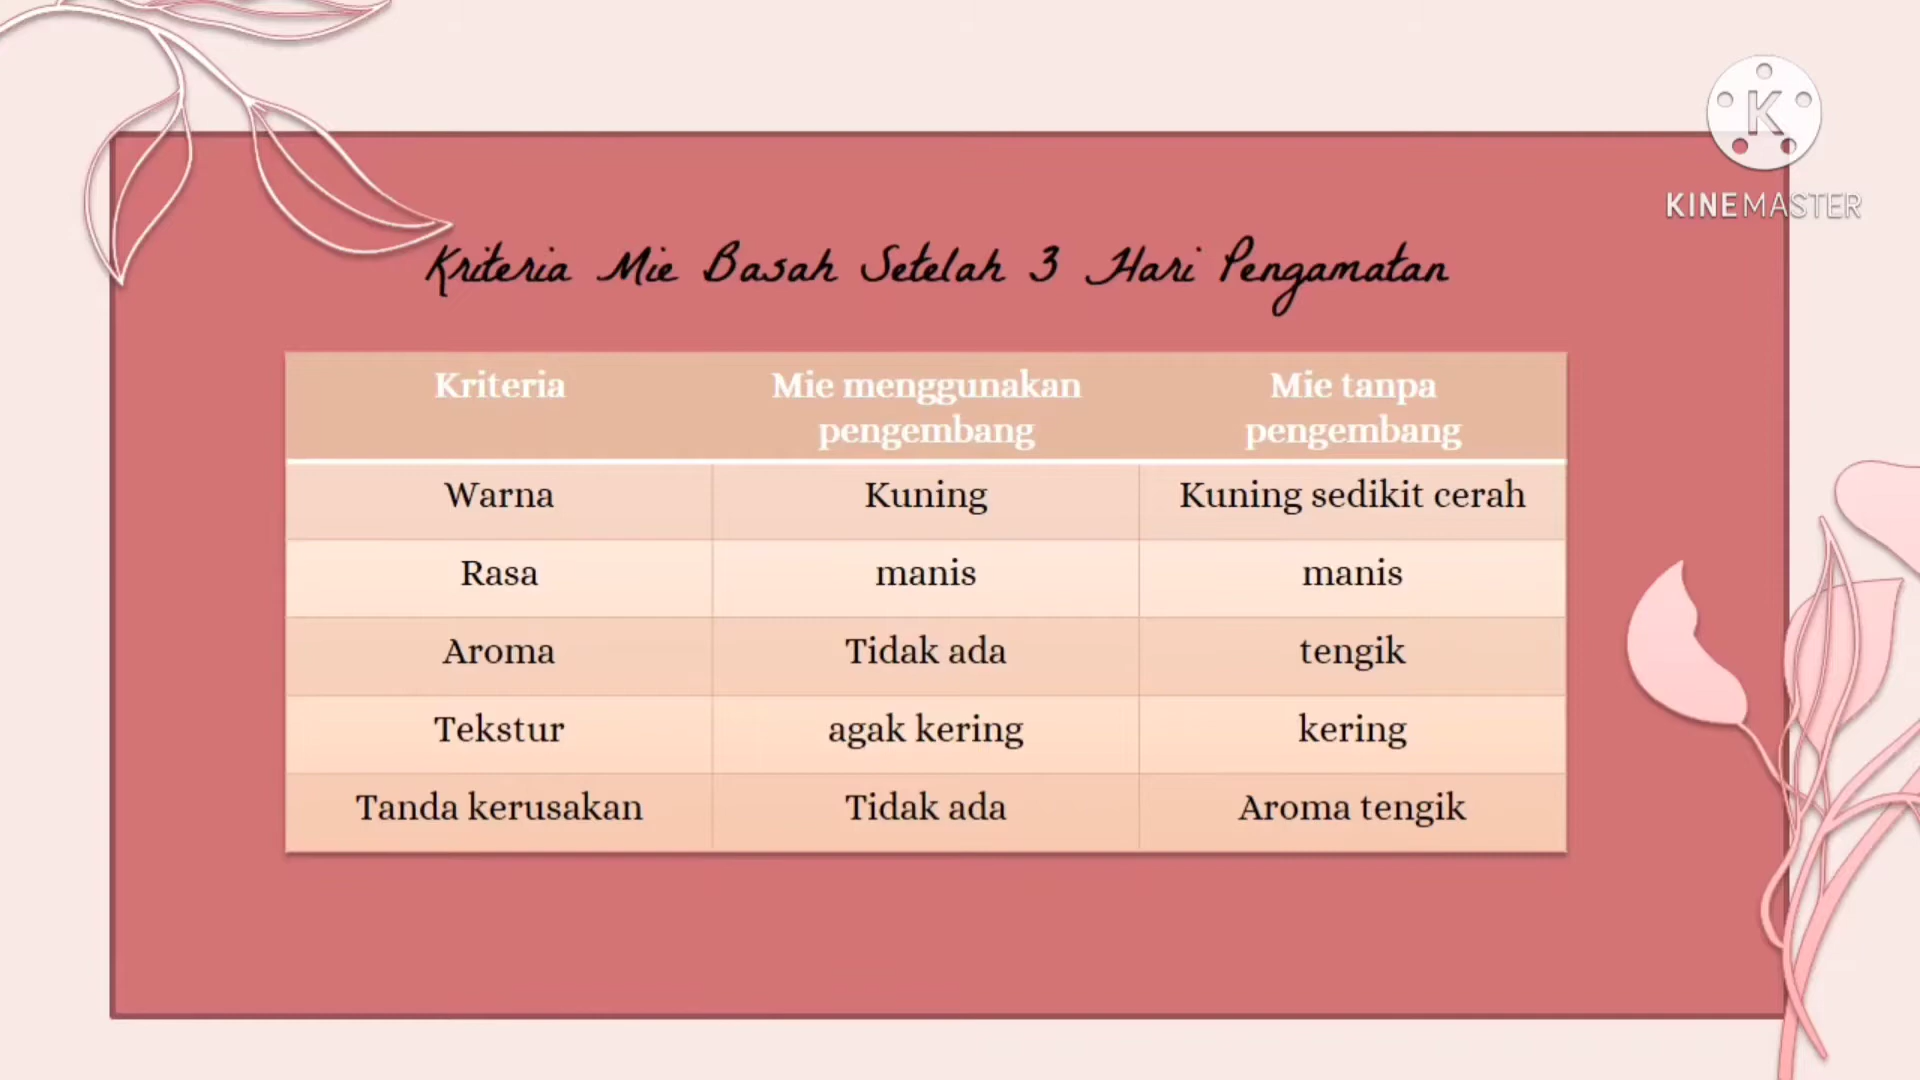 K
KINEMASTER
Kriteria Mie Basah Setelah 3 Hari Pengamatan
Kriteria Mie menggunakan pengembang Mie tanpa pengembang
Warna Kuning Kuning sedikit cerah
Rasa manis manis
Aroma Tidak ada tengik
Tekstur agak kering kering
Tanda kerusakan Tidak ada Aroma tengik